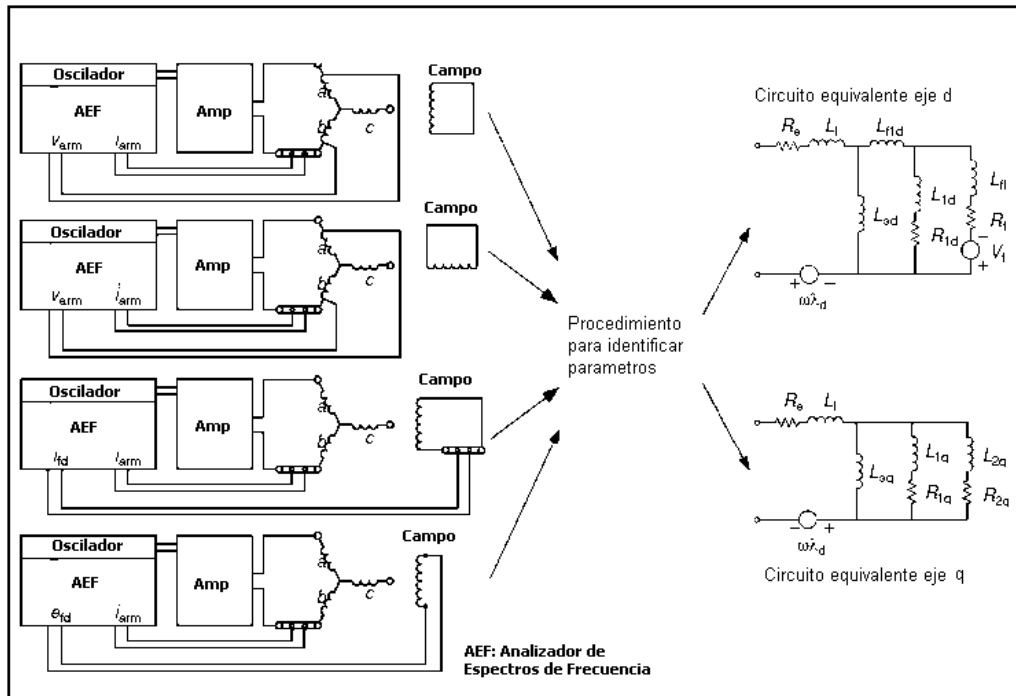 Oscilador
AEF
Varm
iarm
Amp
a
b
c
Campo
Oscilador
AEF
Varm
iarm
Amp
a
b
c
Campo
Oscilador
AEF
ifd
iarm
Amp
a
b
c
Campo
Oscilador
AEF
efd
iarm
Amp
a
b
c
Campo
AEF: Analizador de
Espectros de Frecuencia
Procedimiento
para identificar
parametros
Circuito equivalente eje d
Re
Ll
Lf1d
Lad
L1d
R1d
Lfl
Rf
Vf
- +
+ -
ωλd
Re
Ll
Laq
L1q
R1q
L2q
R2q
- +
ωλd
Circuito equivalente eje q